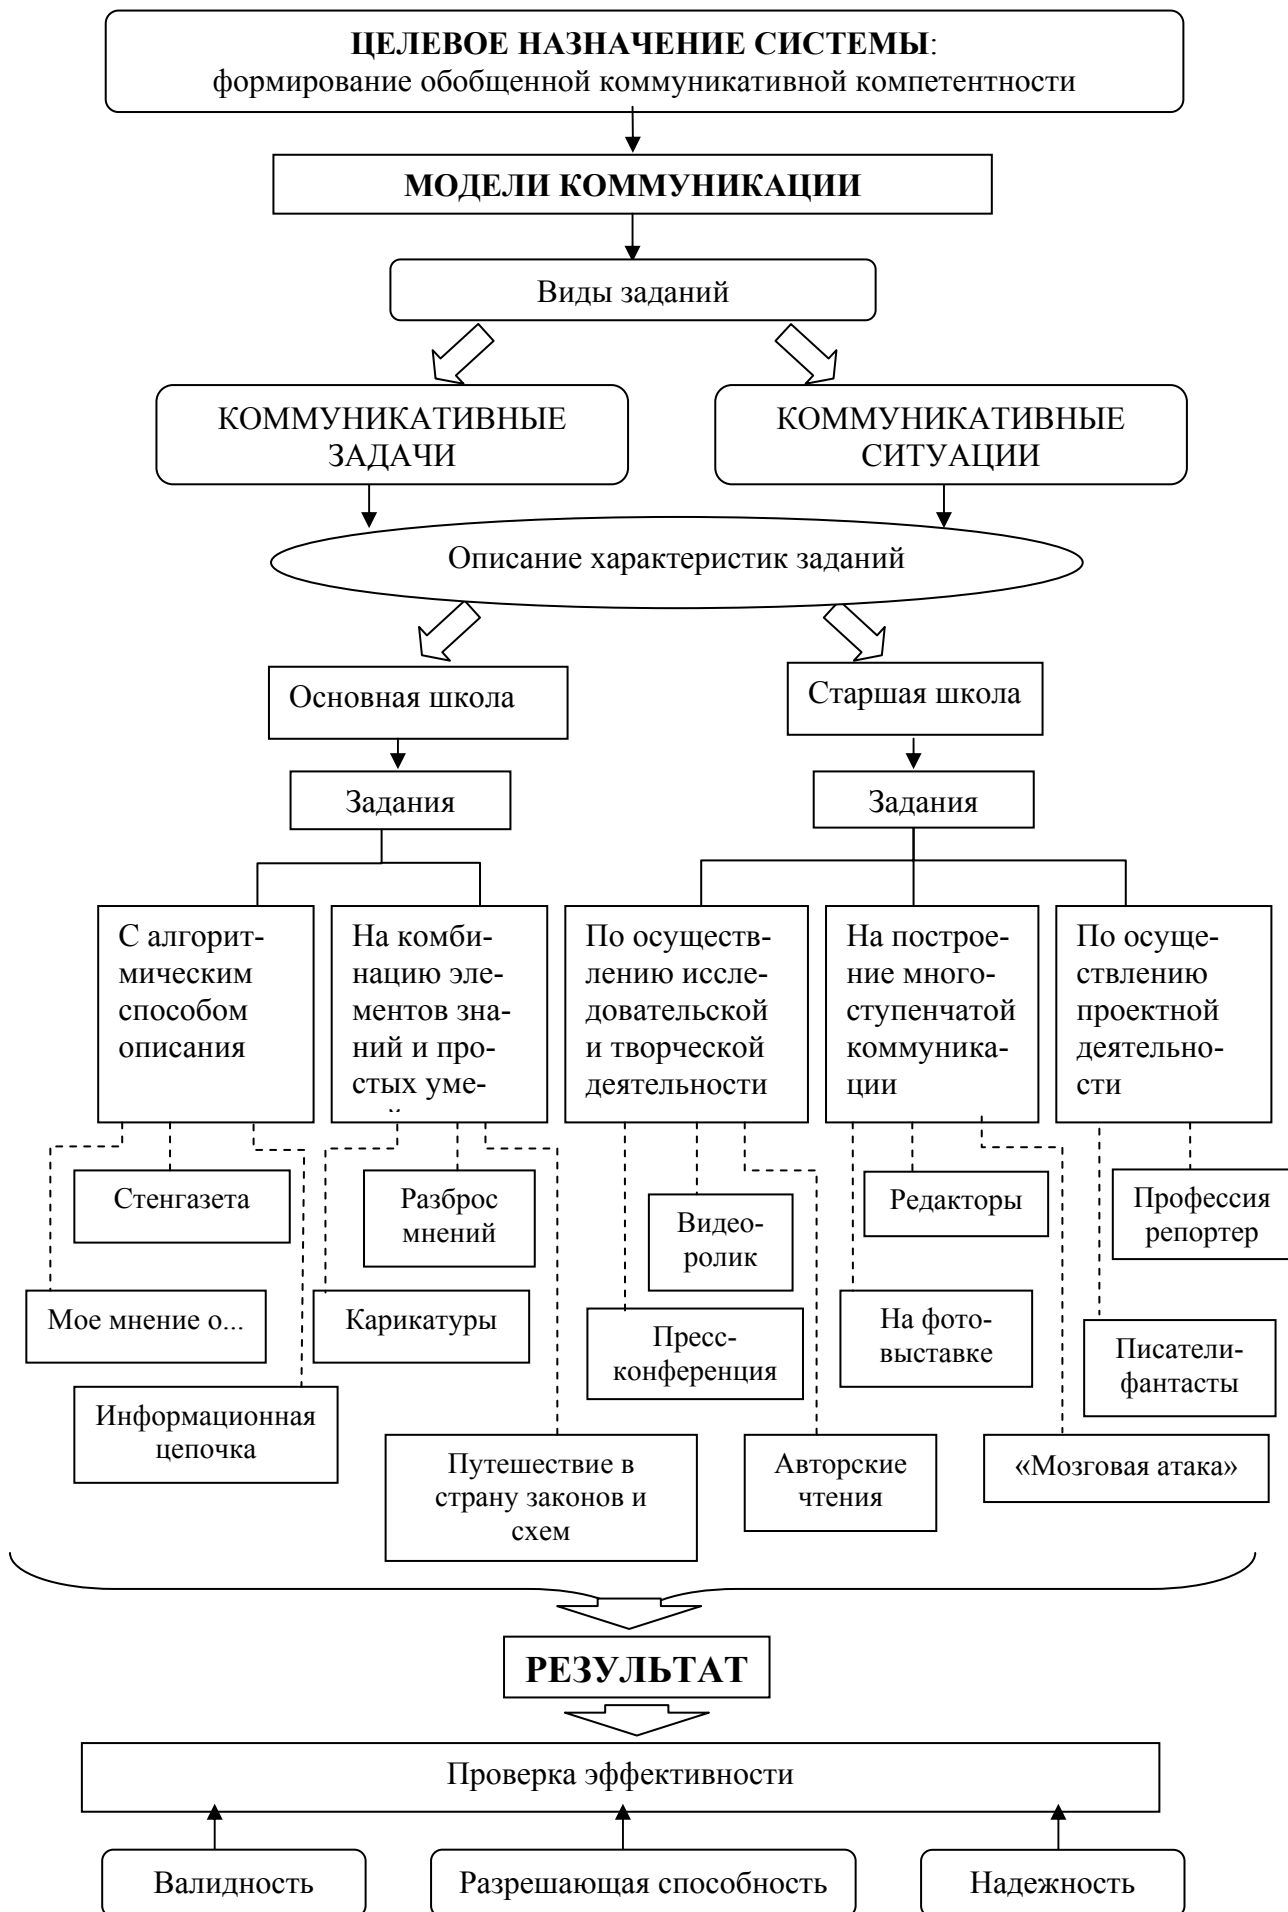 ЦЕЛЕВОЕ НАЗНАЧЕНИЕ СИСТЕМЫ:
формирование обобщенной коммуникативной компетентности
МОДЕЛИ КОММУНИКАЦИИ
Виды заданий
КОММУНИКАТИВНЫЕ
ЗАДАЧИ
КОММУНИКАТИВНЫЕ
СИТУАЦИИ
Описание характеристик заданий
Основная школа
Старшая школа
Задания
Задания
С алгорит-
мическим
способом
описания
На комби-
нацию эле-
ментов зна-
ний и про-
стых уме-
По осуществ-
лению иссле-
довательской
и творческой
деятельности
На построе-
ние много-
ступенчатой
коммуника-
ции
По осуще-
ствлению
проектной
деятельно-
сти
Стенгазета
Разброс
мнений
Видео-
ролик
Редакторы
Профессия
репортер
Мое мнение о...
Карикатуры
Пресс-
конференция
На фото-
выставке
Писатели-
фантасты
Информационная
цепочка
Путешествие в
страну законов и
схем
Авторские
чтения
«Мозговая атака»
РЕЗУЛЬТАТ
Проверка эффективности
Валидность
Разрешающая способность
Надежность